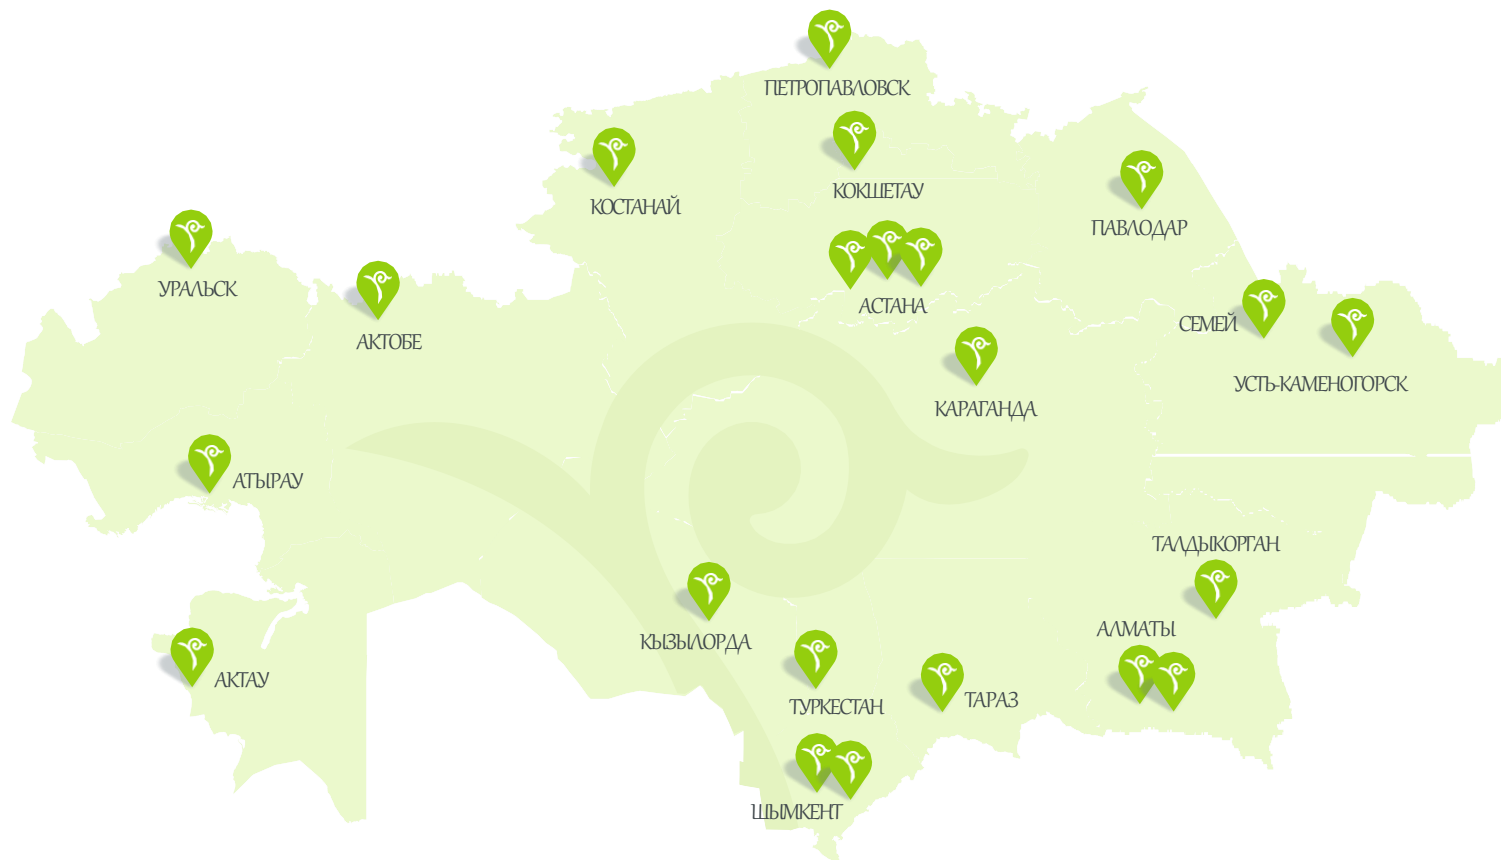 ПЕТРОПАВЛОВСК
КОКШЕТАУ
КОСТАНАЙ
ПАВЛОДАР
УРАЛЬСК
АСТАНА
СЕМЕЙ
АКТОБЕ
УСТЬ-КАМЕНОГОРСК
КАРАГАНДА
АТЫРАУ
ТАЛДЫКОРГАН
АЛМАТЫ
КЫЗЫЛОРДА
АКТАУ
ТАРАЗ
ТУРКЕСТАН
ШЫМКЕНТ